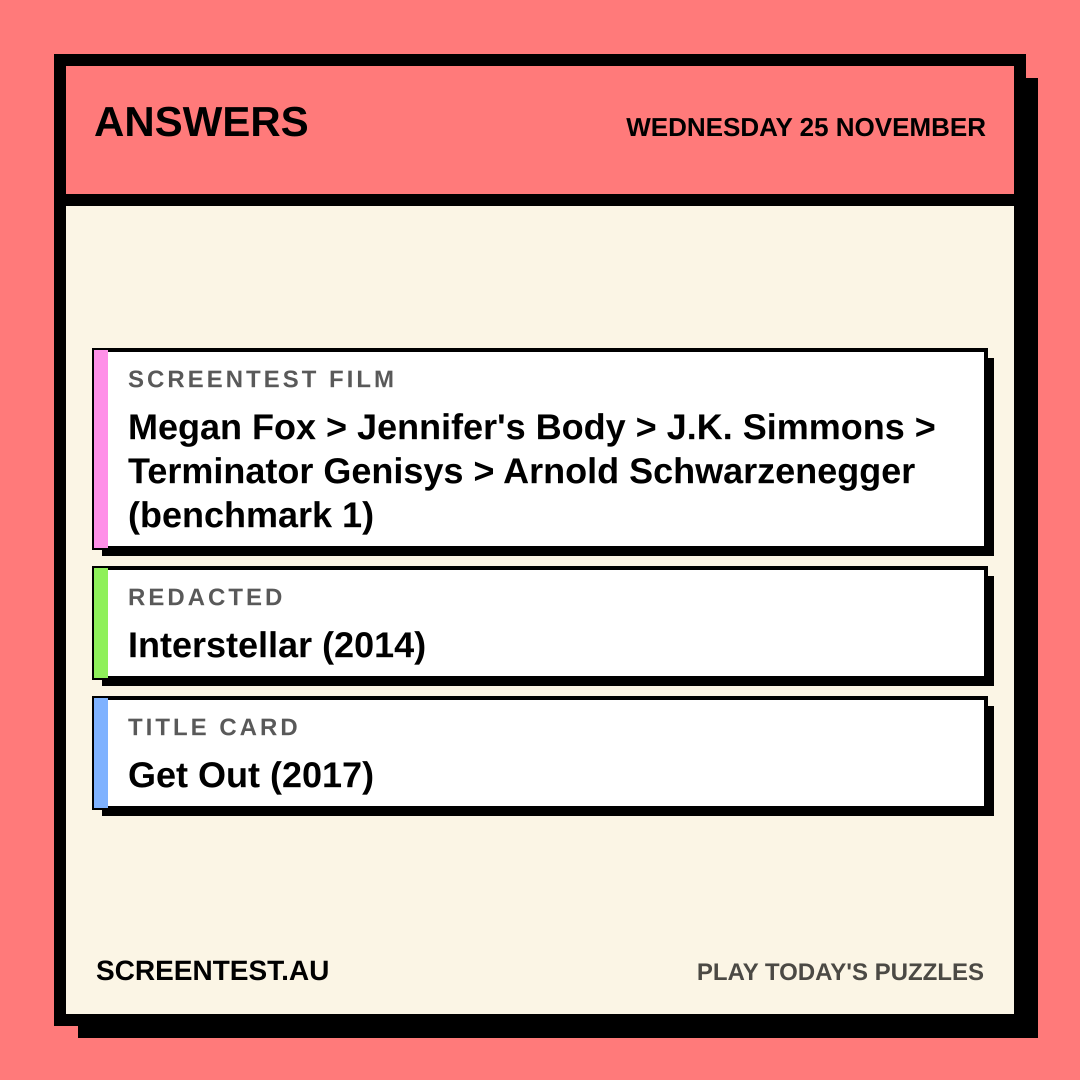 ANSWERS
WEDNESDAY 25 NOVEMBER
SCREENTEST FILM
Megan Fox > Jennifer's Body > J.K. Simmons >
Terminator Genisys > Arnold Schwarzenegger
(benchmark 1)
REDACTED
Interstellar (2014)
TITLE CARD
Get Out (2017)
SCREENTEST.AU
PLAY TODAY'S PUZZLES